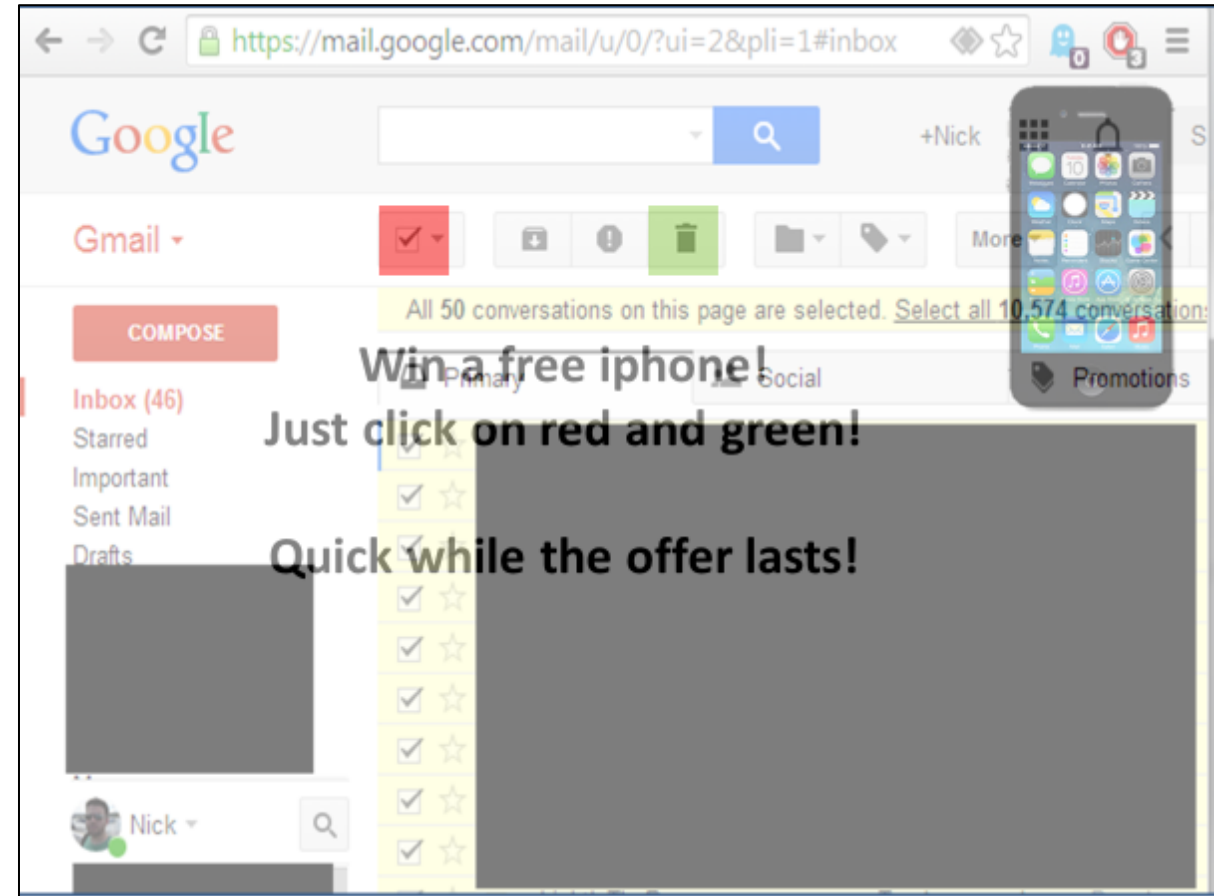 https://mail.google.com/mail/u/0/?ui=2&pli=1#inbox
0
3
Google
+Nick
S
Gmail
More
All 50 conversations on this page are selected. Select all 10,574 conversations
COMPOSE
Win a free iphone!
Primary
Social
Promotions
Inbox (46)
Just click on red and green!
Starred
Important
Sent Mail
Drafts
Quick while the offer lasts!
Nick